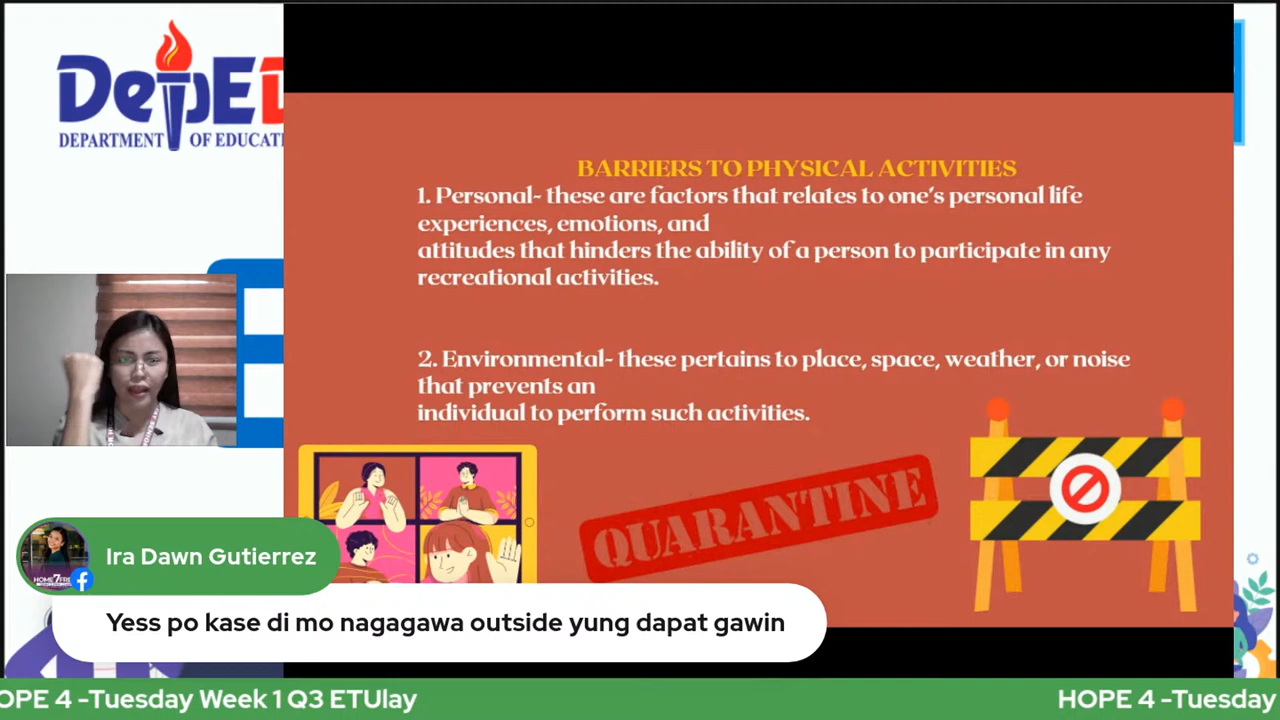 DepED
DEPARTMENT OF EDUCATI
BARRIERS TO PHYSICAL ACTIVITIES
1. Personal- these are factors that relates to one's personal life
experiences, emotions, and
attitudes that hinders the ability of a person to participate in any
recreational activities.
2. Environmental- these pertains to place, space, weather, or noise
that prevents an
individual to perform such activities.
QUARANTINE
Ira Dawn Gutierrez
Yess po kase di mo nagagawa outside yung dapat gawin
OPE 4 -Tuesday Week 1 Q3 ETUlay
HOPE 4 -Tuesday